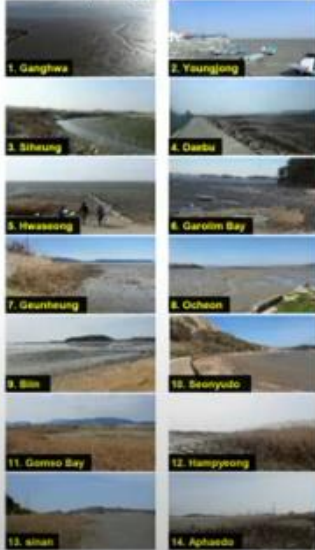 1. Ganghwa
2. Youngjong
3. Siheung
4. Daebu
5. Hwaseong
6. Garolim Bay
7. Geunheung
8. Ocheon
9. Biin
10. Seonyudo
11. Gomso Bay
12. Hampyeong
13. sinan
14. Aphaedo